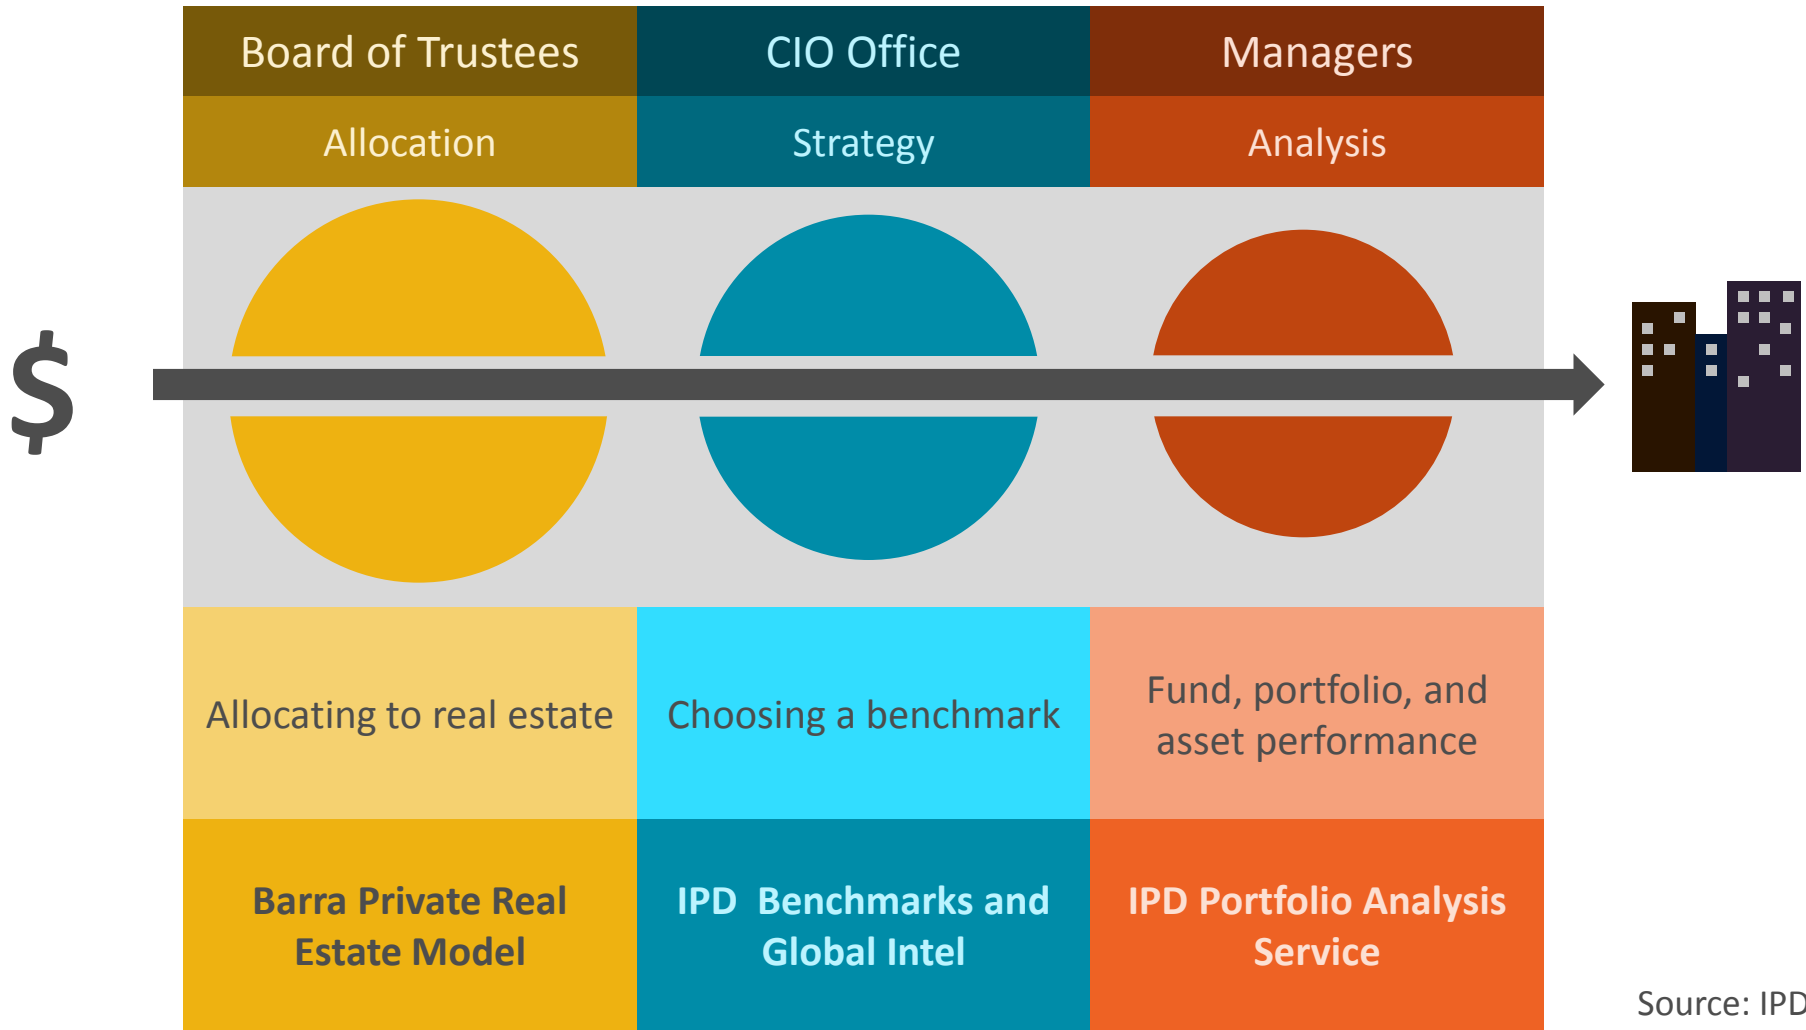 Board of Trustees
CIO Office
Managers
Allocation
Strategy
Analysis
$
Allocating to real estate
Choosing a benchmark
Fund, portfolio, and
asset performance
Barra Private Real
Estate Model
IPD  Benchmarks and
Global Intel
IPD Portfolio Analysis
Service
Source: IPD